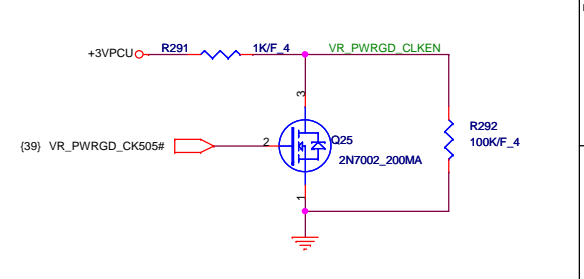 +3VPCU R291 1K/F_4 VR_PWRGD_CLKEN
3
R292
100K/F_4
{39} VR_PWRGD_CK505# 2 Q25
2N7002_200MA
1